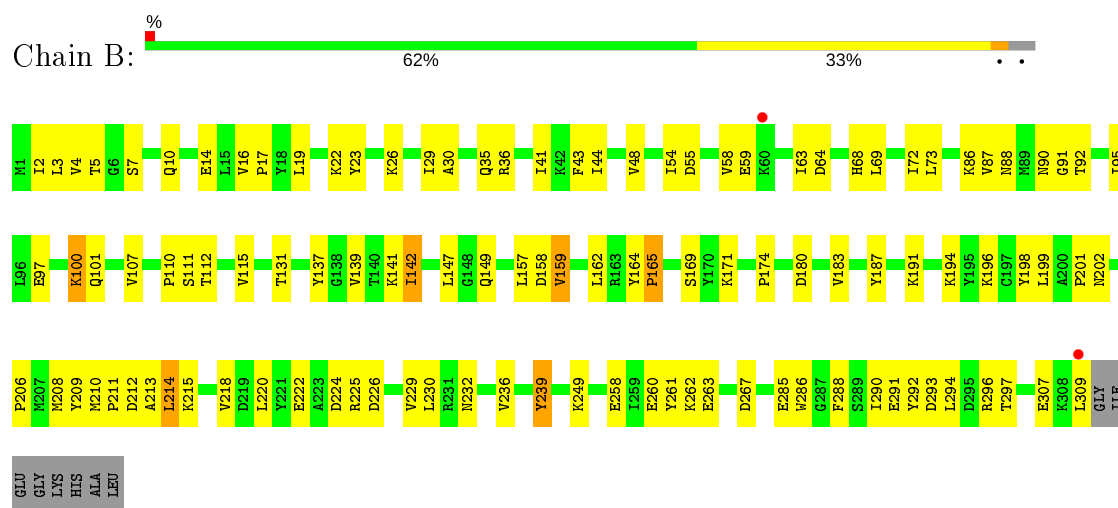 %
Chain B:
62% 33% • •
M1 I2 L3 V4 T5 G6 S7 Q10 E14 L15 V16 P17 Y18 L19 K22 Y23 K26 I29 A30 Q35 R36 I41 K42 F43 I44 V48 I54 D55 V58 E59 K60 I63 D64 H68 L69 I72 L73 K86 V87 N88 M89 N90 G91 T92 I95
L96 E97 K100 Q101 V107 P110 S111 T112 V115 T131 Y137 G138 V139 T140 K141 I142 L147 G148 Q149 L157 D158 V159 L162 R163 Y164 P165 S169 Y170 K171 P174 D180 V183 Y187 K191 K194 Y195 K196 C197 Y198 L199 A200 P201 N202
P206 M207 M208 Y209 M210 P211 D212 A213 L214 K215 V218 D219 L220 Y221 E222 A223 D224 R225 D226 V229 L230 R231 N232 V236 Y239 K249 E258 I259 E260 Y261 K262 E263 D267 E285 W286 G287 F288 S289 I290 E291 Y292 D293 L294 D295 R296 T297 E307 K308 L309 GLY ILE
GLU GLY LYS HIS ALA LEU